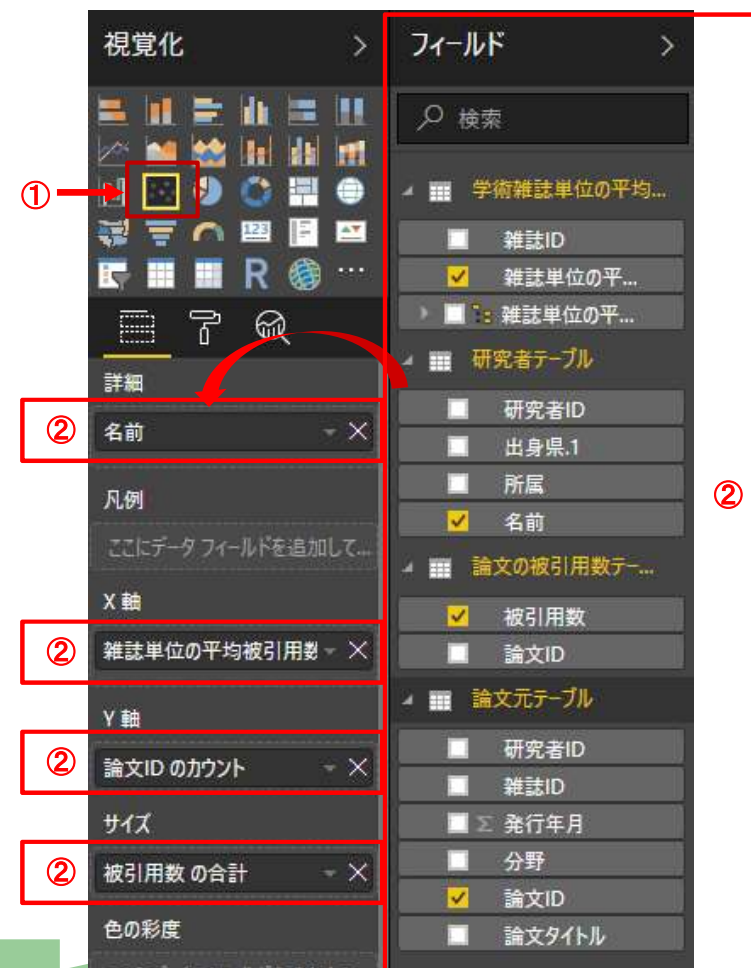 視覚化 >
①
123
R
...
詳細
② 名前
凡例
ここにデータ フィールドを追加して...
X 軸
② 雑誌単位の平均被引用数
Y 軸
② 論文ID のカウント
サイズ
② 被引用数 の合計
色の彩度
フィールド >
検索
学術雑誌単位の平均...
雑誌ID
雑誌単位の平...
雑誌単位の平...
研究者テーブル
研究者ID
出身県.1
所属
名前
②
論文の被引用数テー...
被引用数
論文ID
論文元テーブル
研究者ID
雑誌ID
Σ 発行年月
分野
論文ID
論文タイトル